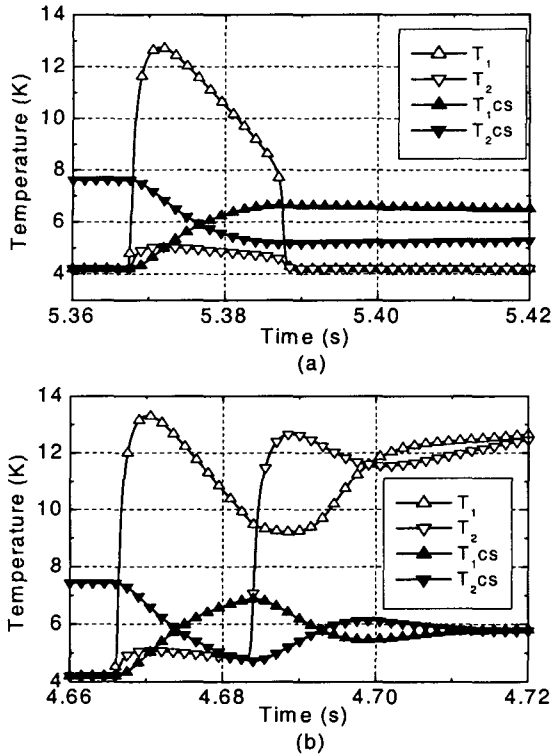 14
12
10
8
6
4
Temperature (K)
T1
T2
T1cs
T2cs
5.36 5.38 5.40 5.42
Time (s)
(a)
14
12
10
8
6
4
Temperature (K)
T1
T2
T1cs
T2cs
4.66 4.68 4.70 4.72
Time (s)
(b)